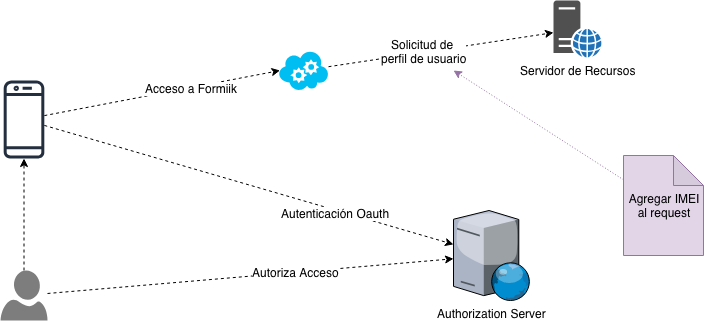 Solicitud de
perfil de usuario
Servidor de Recursos
Acceso a Formiik
Agregar IMEI
al request
Autenticación Oauth
Autoriza Acceso
Authorization Server